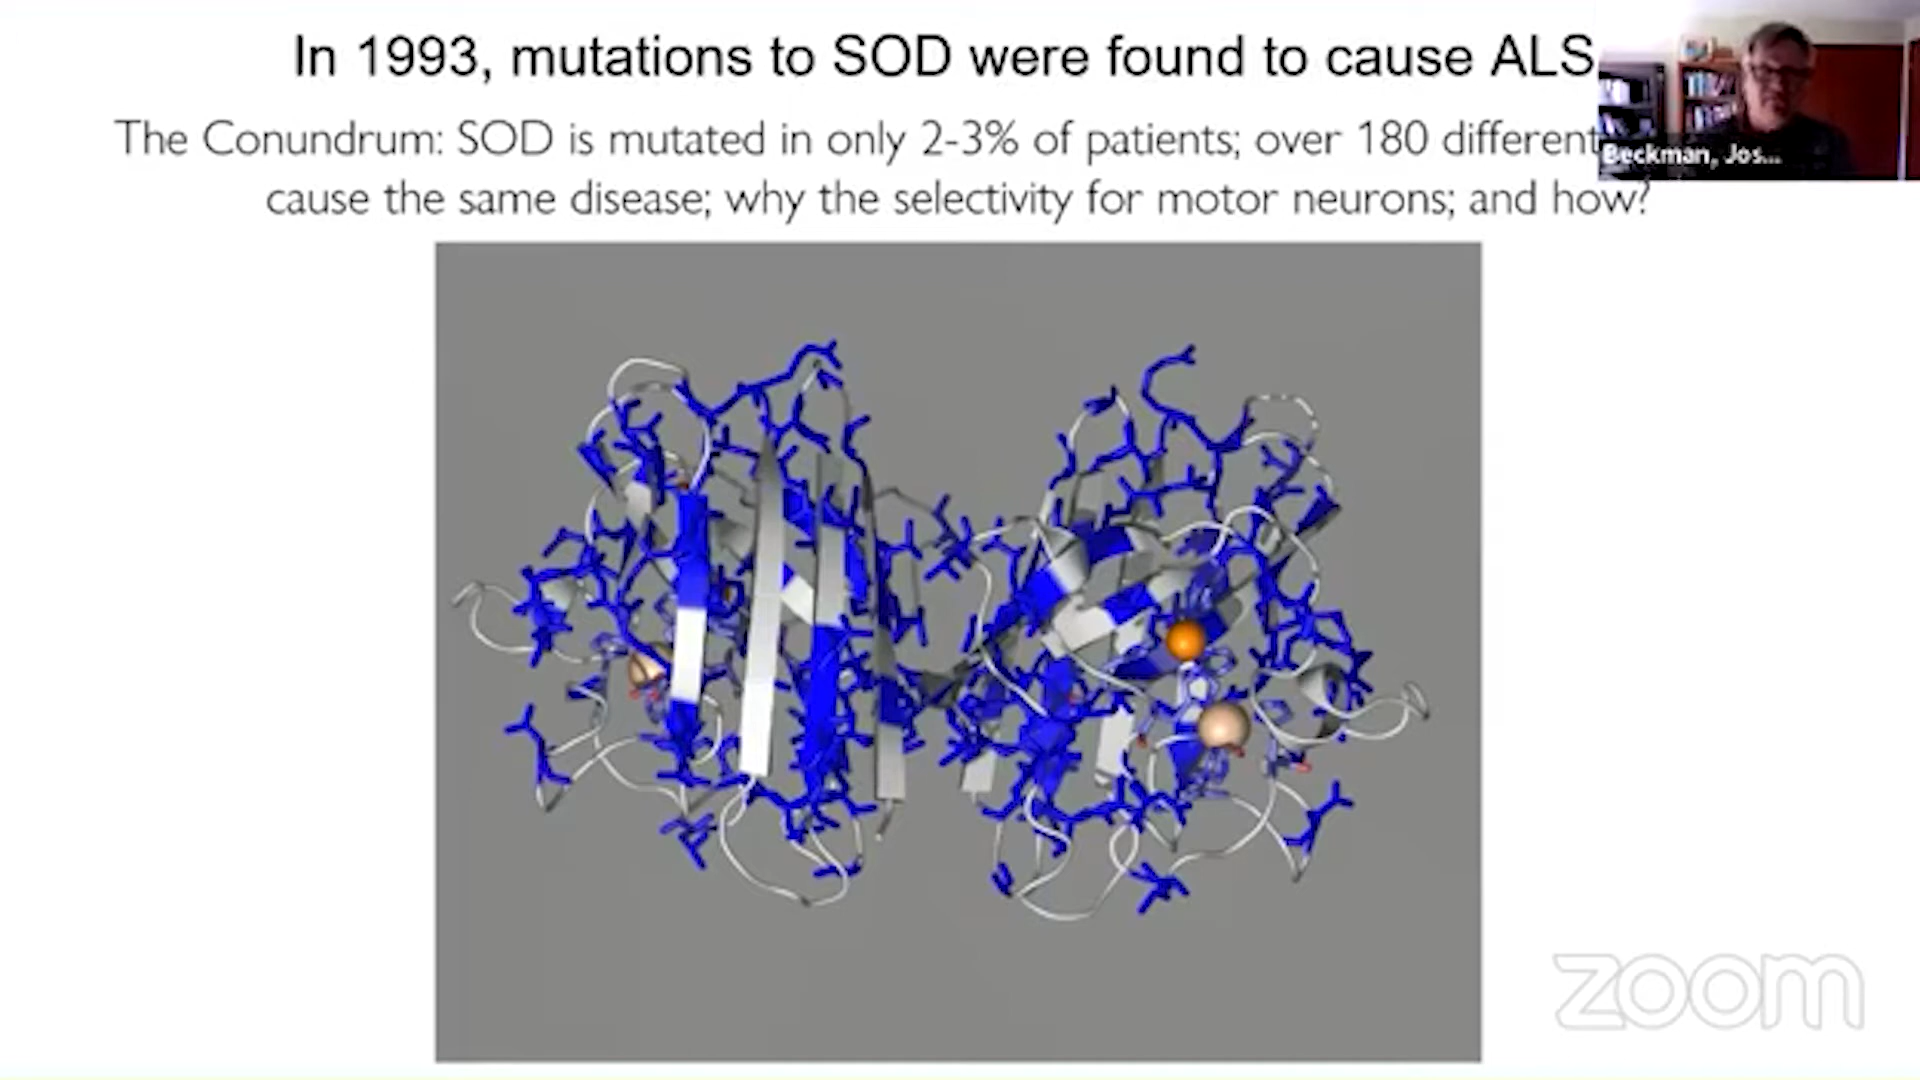 In 1993, mutations to SOD were found to cause ALS
The Conundrum: SOD is mutated in only 2-3% of patients; over 180 different
cause the same disease; why the selectivity for motor neurons; and how?
Beckman, Jos...
zoom